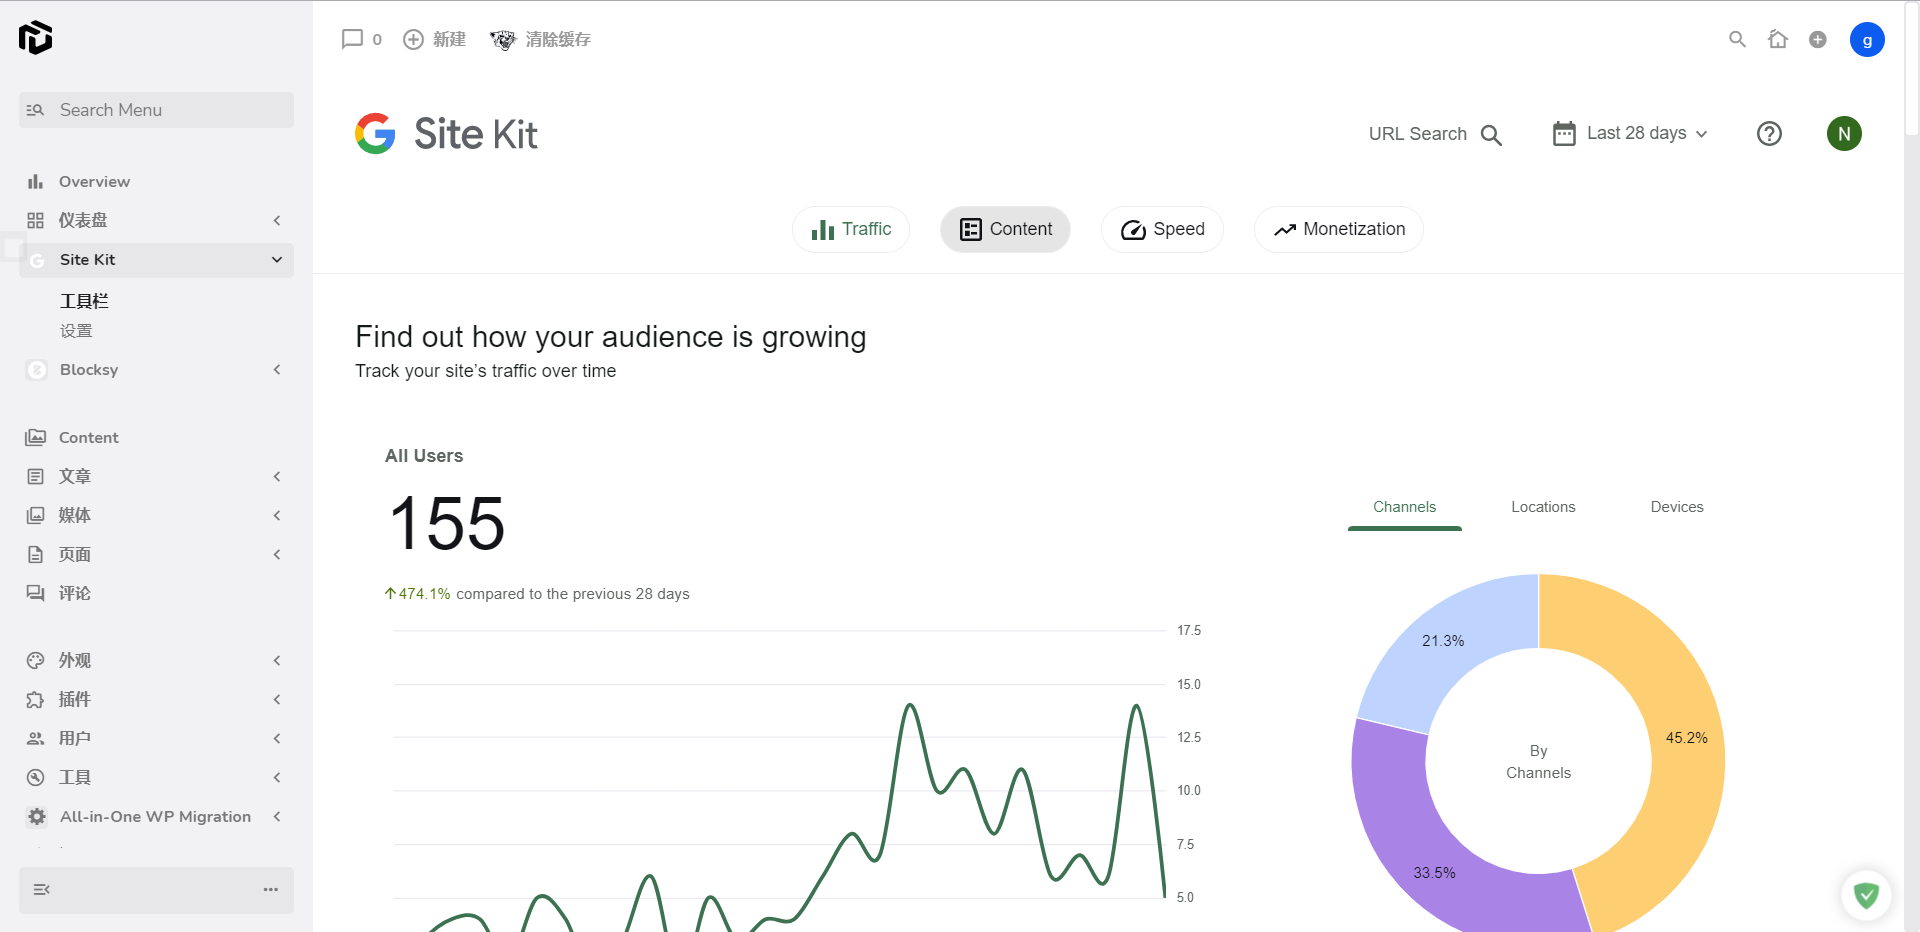 0
新建
清除缓存
g
Search Menu
Overview
仪表盘
Site Kit
工具栏
设置
Blocksy
Content
文章
媒体
页面
评论
外观
插件
用户
工具
All-in-One WP Migration
Site Kit
URL Search
Last 28 days
N
Traffic
Content
Speed
Monetization
Find out how your audience is growing
Track your site's traffic over time
All Users
155
474.1% compared to the previous 28 days
17.5
15.0
12.5
10.0
7.5
5.0
Channels
Locations
Devices
21.3%
45.2%
33.5%
By
Channels